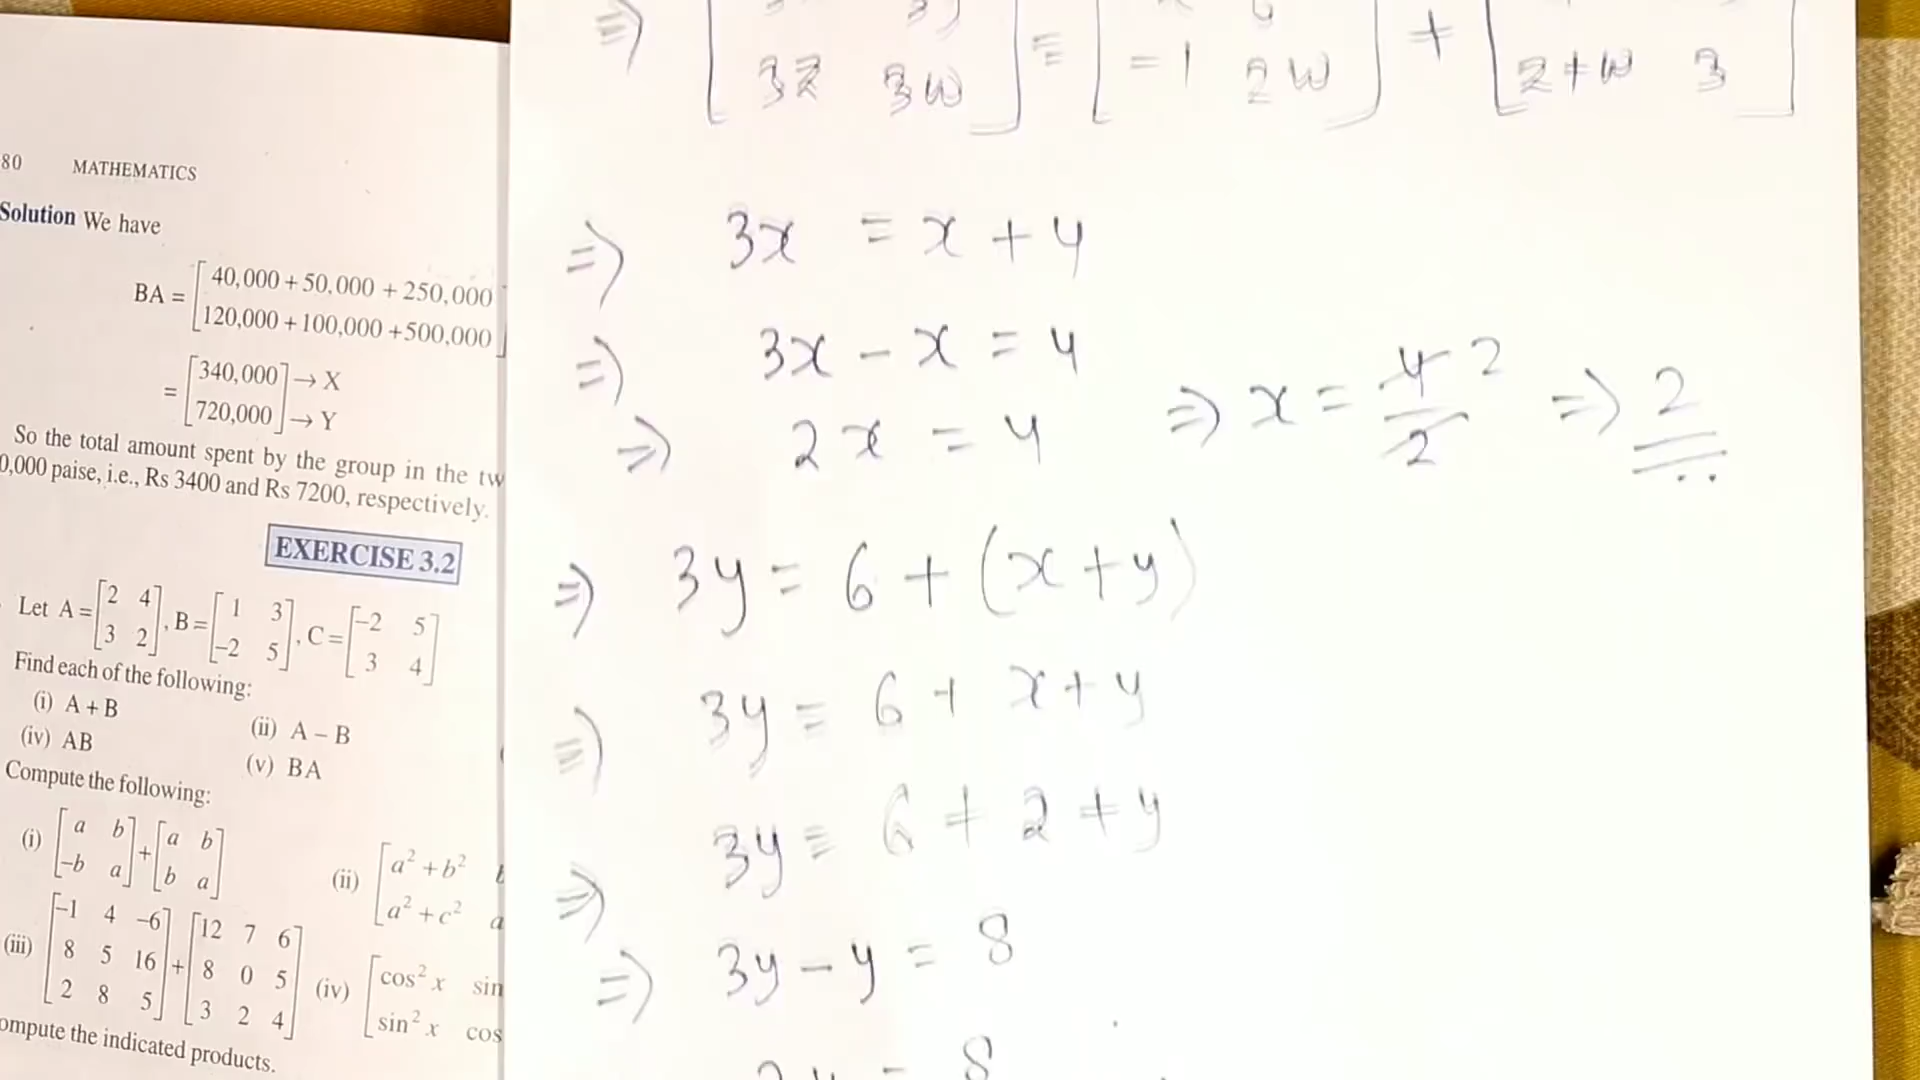 80 MATHEMATICS
Solution We have
BA = [40,000 + 50,000 + 250,000
120,000 + 100,000 + 500,000]
= [340,000] → X
[720,000] → Y
So the total amount spent by the group in the tw
0,000 paise, i.e., Rs 3400 and Rs 7200, respectively.
EXERCISE 3.2
Let A = [2 4
3 2], B = [1 3
-2 5], C = [-2 5
3 4]
Find each of the following:
(i) A + B
(ii) A – B
(iv) AB
(v) BA
Compute the following:
(i) [a b
-b a] + [a b
b a]
(ii) [a² + b²
a² + c²
(iii) [-1 4 -6
8 5 16
2 8 5] + [12 7 6
8 0 5
3 2 4]
(iv) [cos² x sin
sin² x cos
ompute the indicated products.
⇒ [3z 3w] = [-1 2w] + [z+w 3]
⇒ 3x = x + 4
⇒ 3x - x = 4
⇒ 2x = 4 ⇒ x = 4/2 2 ⇒ 2
⇒ 3y = 6 + (x + y)
⇒ 3y = 6 + x + y
⇒ 3y = 6 + 2 + y
⇒ 3y - y = 8
2y = 8